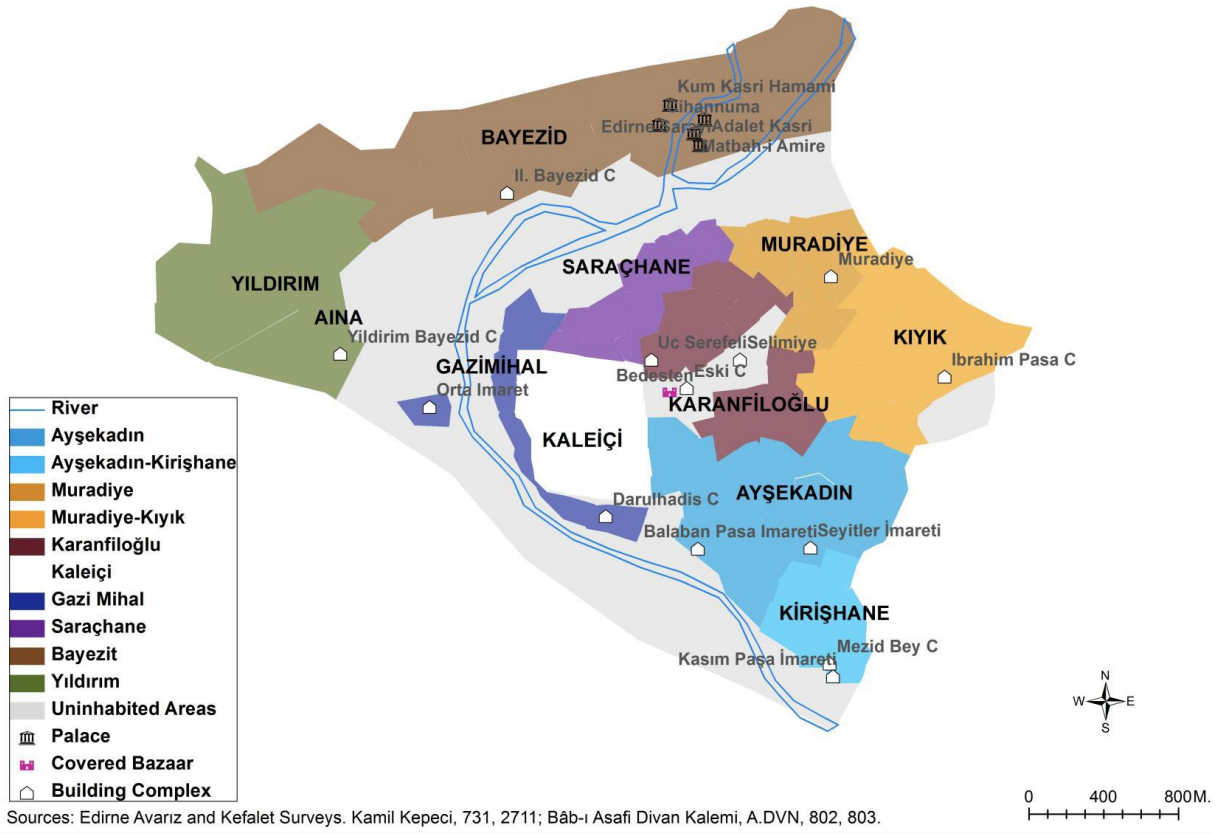 Kum Kasri Hamami
Cihannuma
Edirne Sarayi
Adalet Kasri
Matbah-i Amire
BAYEZİD
II. Bayezid C
MURADİYE
Muradiye
SARAÇHANE
YILDIRIM
AINA
Yildirim Bayezid C
GAZİMİHAL
Orta Imaret
Uc Serefeli
Selimiye
KIYIK
Ibrahim Pasa C
Bedesten
Eski C
KARANFİLOĞLU
KALEİÇİ
AYŞEKADIN
Darulhadis C
Balaban Pasa Imareti
Seyitler İmareti
KİRİŞHANE
Mezid Bey C
Kasım Paşa İmareti
River
Ayşekadın
Ayşekadın-Kirişhane
Muradiye
Muradiye-Kıyık
Karanfiloğlu
Kaleiçi
Gazi Mihal
Saraçhane
Bayezit
Yıldırım
Uninhabited Areas
Palace
Covered Bazaar
Building Complex
N
W E
S
0 400 800M.
Sources: Edirne Avarız and Kefalet Surveys. Kamil Kepeci, 731, 2711; Bâb-ı Asafi Divan Kalemi, A.DVN, 802, 803.